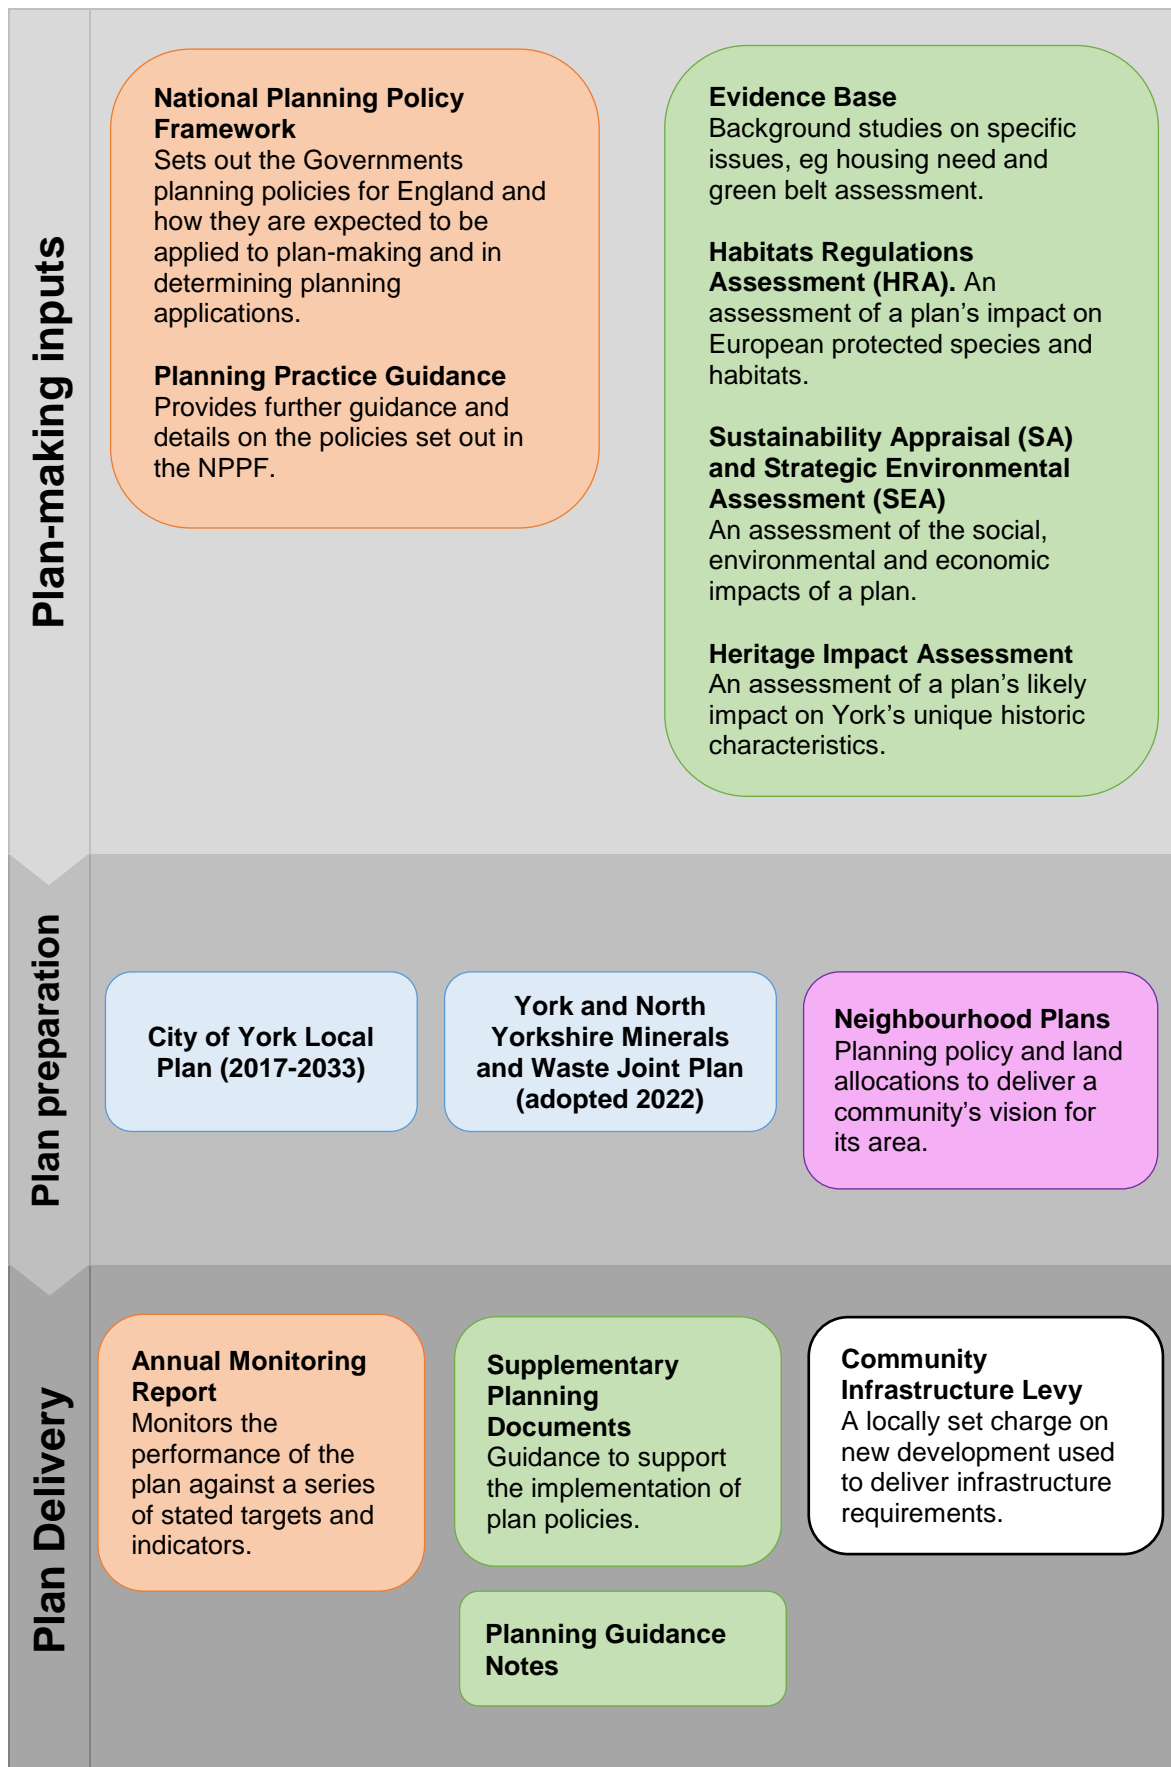 Plan-making inputs
National Planning Policy
Framework
Sets out the Governments
planning policies for England and
how they are expected to be
applied to plan-making and in
determining planning
applications.
Planning Practice Guidance
Provides further guidance and
details on the policies set out in
the NPPF.
Evidence Base
Background studies on specific
issues, eg housing need and
green belt assessment.
Habitats Regulations
Assessment (HRA). An
assessment of a plan’s impact on
European protected species and
habitats.
Sustainability Appraisal (SA)
and Strategic Environmental
Assessment (SEA)
An assessment of the social,
environmental and economic
impacts of a plan.
Heritage Impact Assessment
An assessment of a plan’s likely
impact on York’s unique historic
characteristics.
Plan preparation
City of York Local
Plan (2017-2033)
York and North
Yorkshire Minerals
and Waste Joint Plan
(adopted 2022)
Neighbourhood Plans
Planning policy and land
allocations to deliver a
community’s vision for
its area.
Plan Delivery
Annual Monitoring
Report
Monitors the
performance of the
plan against a series
of stated targets and
indicators.
Supplementary
Planning
Documents
Guidance to support
the implementation of
plan policies.
Planning Guidance
Notes
Community
Infrastructure Levy
A locally set charge on
new development used
to deliver infrastructure
requirements.